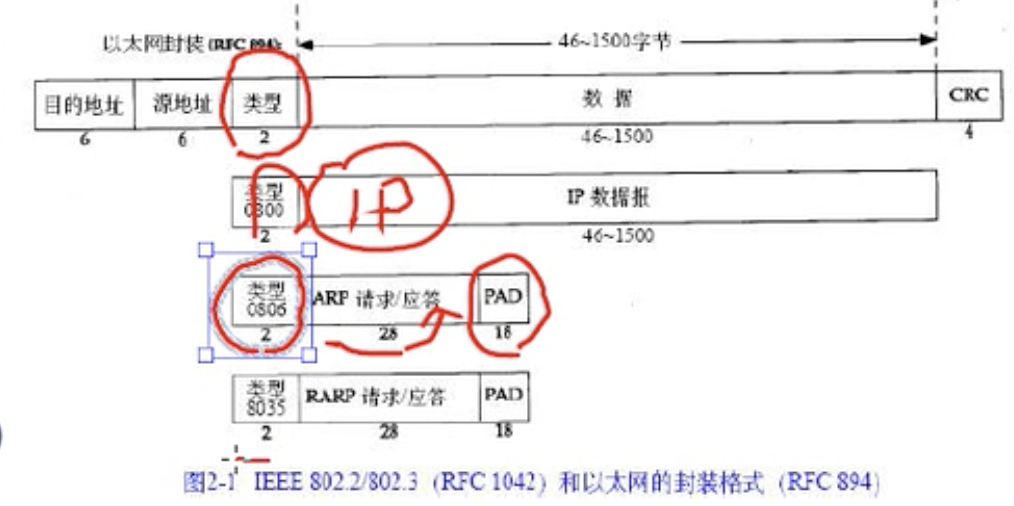 以太网封装 (RFC 894): 46~1500字节
目的地址 源地址 类型 数 据 CRC
6 6 2 46~1500 4
类型 0800 IP IP 数据报
2 46~1500
类型 0806 ARP 请求/应答 PAD
2 28 18
类型 8035 RARP 请求/应答 PAD
2 28 18
图2-1 IEEE 802.2/802.3（RFC 1042）和以太网的封装格式（RFC 894）